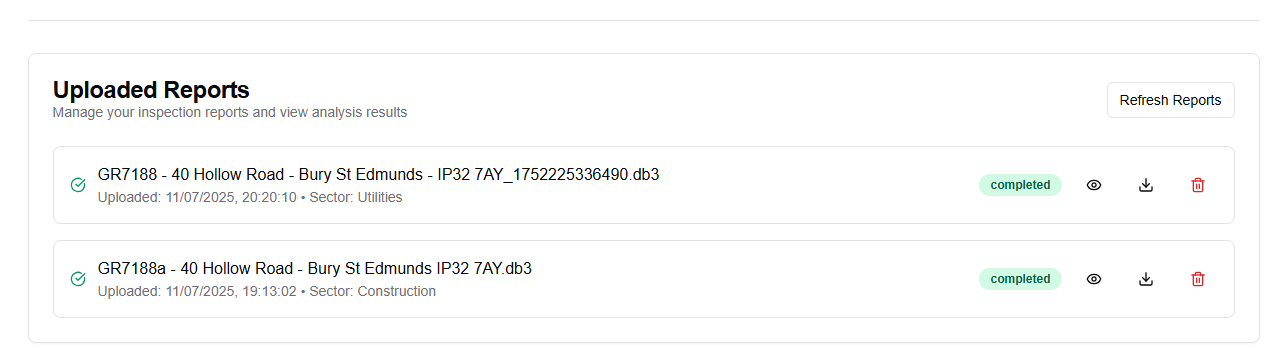 Uploaded Reports
Manage your inspection reports and view analysis results
Refresh Reports
GR7188 - 40 Hollow Road - Bury St Edmunds - IP32 7AY_1752225336490.db3
Uploaded: 11/07/2025, 20:20:10 • Sector: Utilities
completed
GR7188a - 40 Hollow Road - Bury St Edmunds IP32 7AY.db3
Uploaded: 11/07/2025, 19:13:02 • Sector: Construction
completed